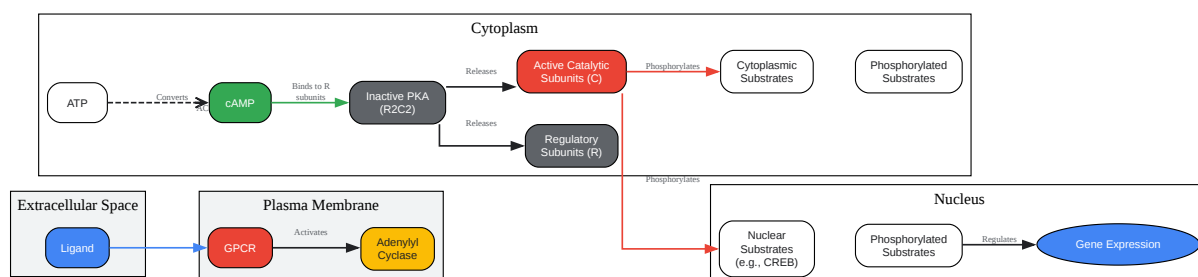 Cytoplasm
ATP
Converts
AC
cAMP
Binds to R
subunits
Inactive PKA
(R2C2)
Releases
Active Catalytic
Subunits (C)
Phosphorylates
Cytoplasmic
Substrates
Phosphorylated
Substrates
Releases
Regulatory
Subunits (R)
Phosphorylates
Extracellular Space
Ligand
Plasma Membrane
GPCR
Activates
Adenylyl
Cyclase
Nucleus
Nuclear
Substrates
(e.g., CREB)
Phosphorylated
Substrates
Regulates
Gene Expression